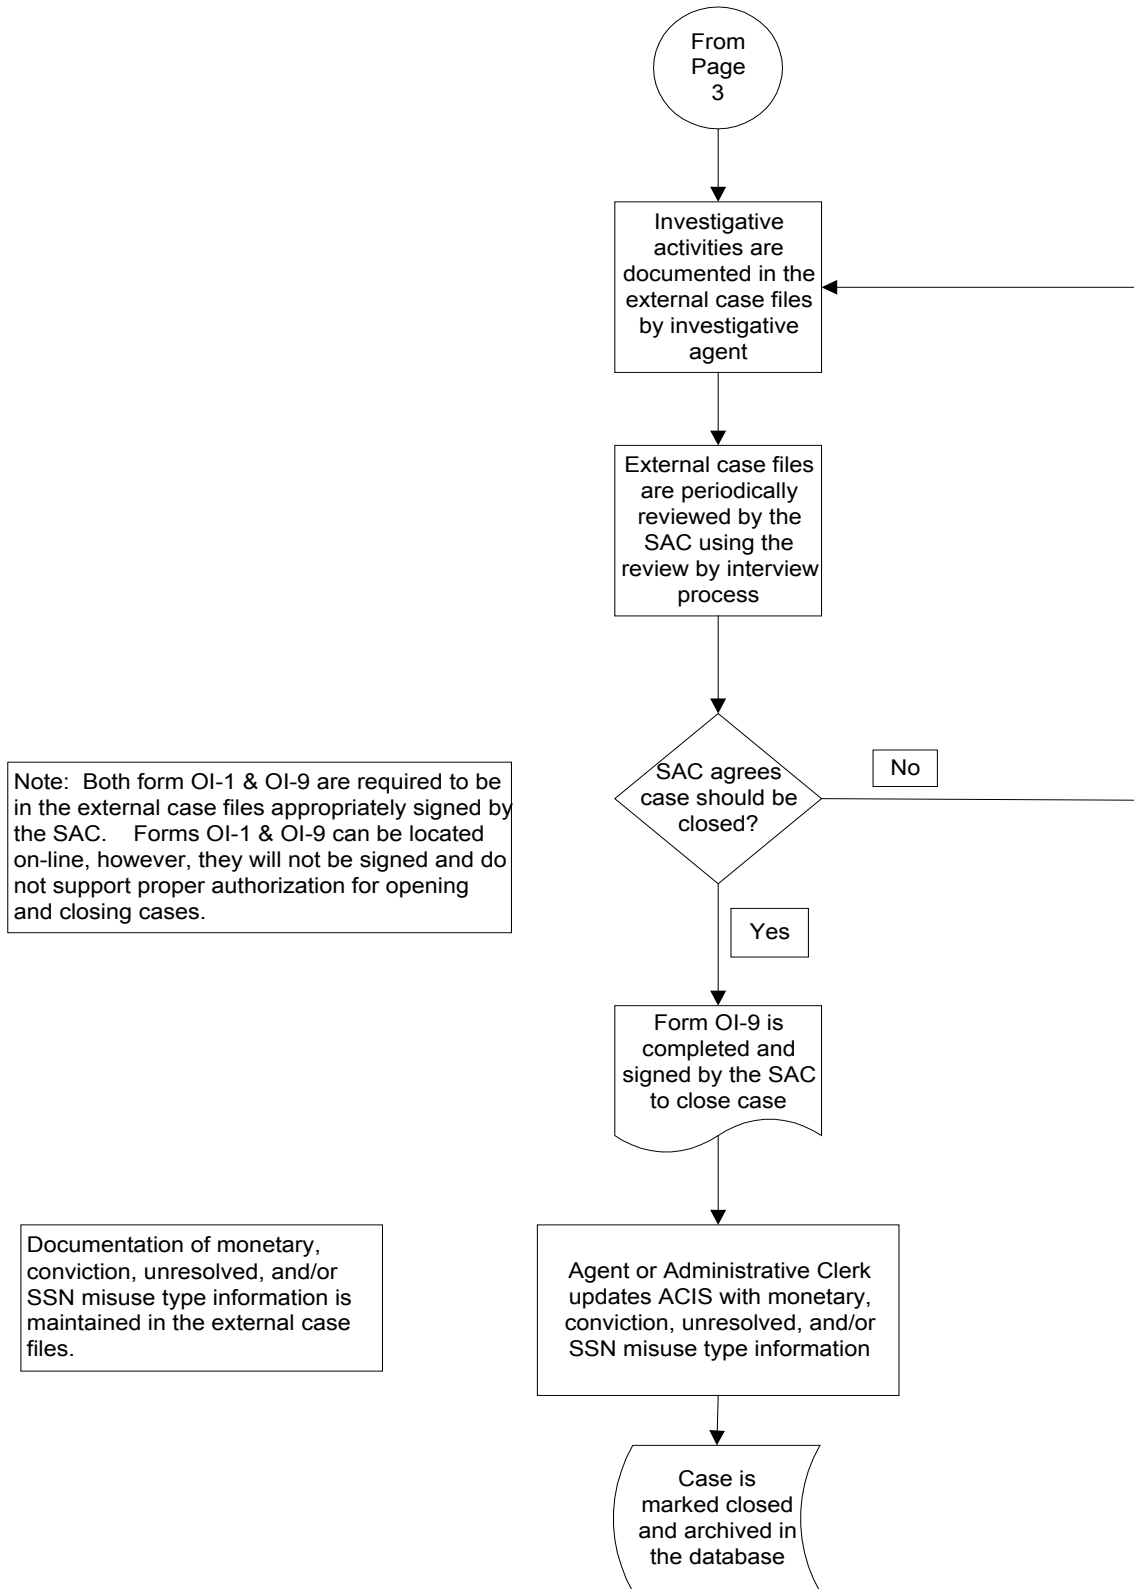 From
Page
3
Investigative
activities are
documented in the
external case files
by investigative
agent
External case files
are periodically
reviewed by the
SAC using the
review by interview
process
SAC agrees
case should be
closed?
No
Note:  Both form OI-1 & OI-9 are required to be
in the external case files appropriately signed by
the SAC.    Forms OI-1 & OI-9 can be located
on-line, however, they will not be signed and do
not support proper authorization for opening
and closing cases.
Yes
Form OI-9 is
completed and
signed by the SAC
to close case
Documentation of monetary,
conviction, unresolved, and/or
SSN misuse type information is
maintained in the external case
files.
Agent or Administrative Clerk
updates ACIS with monetary,
conviction, unresolved, and/or
SSN misuse type information
Case is
marked closed
and archived in
the database